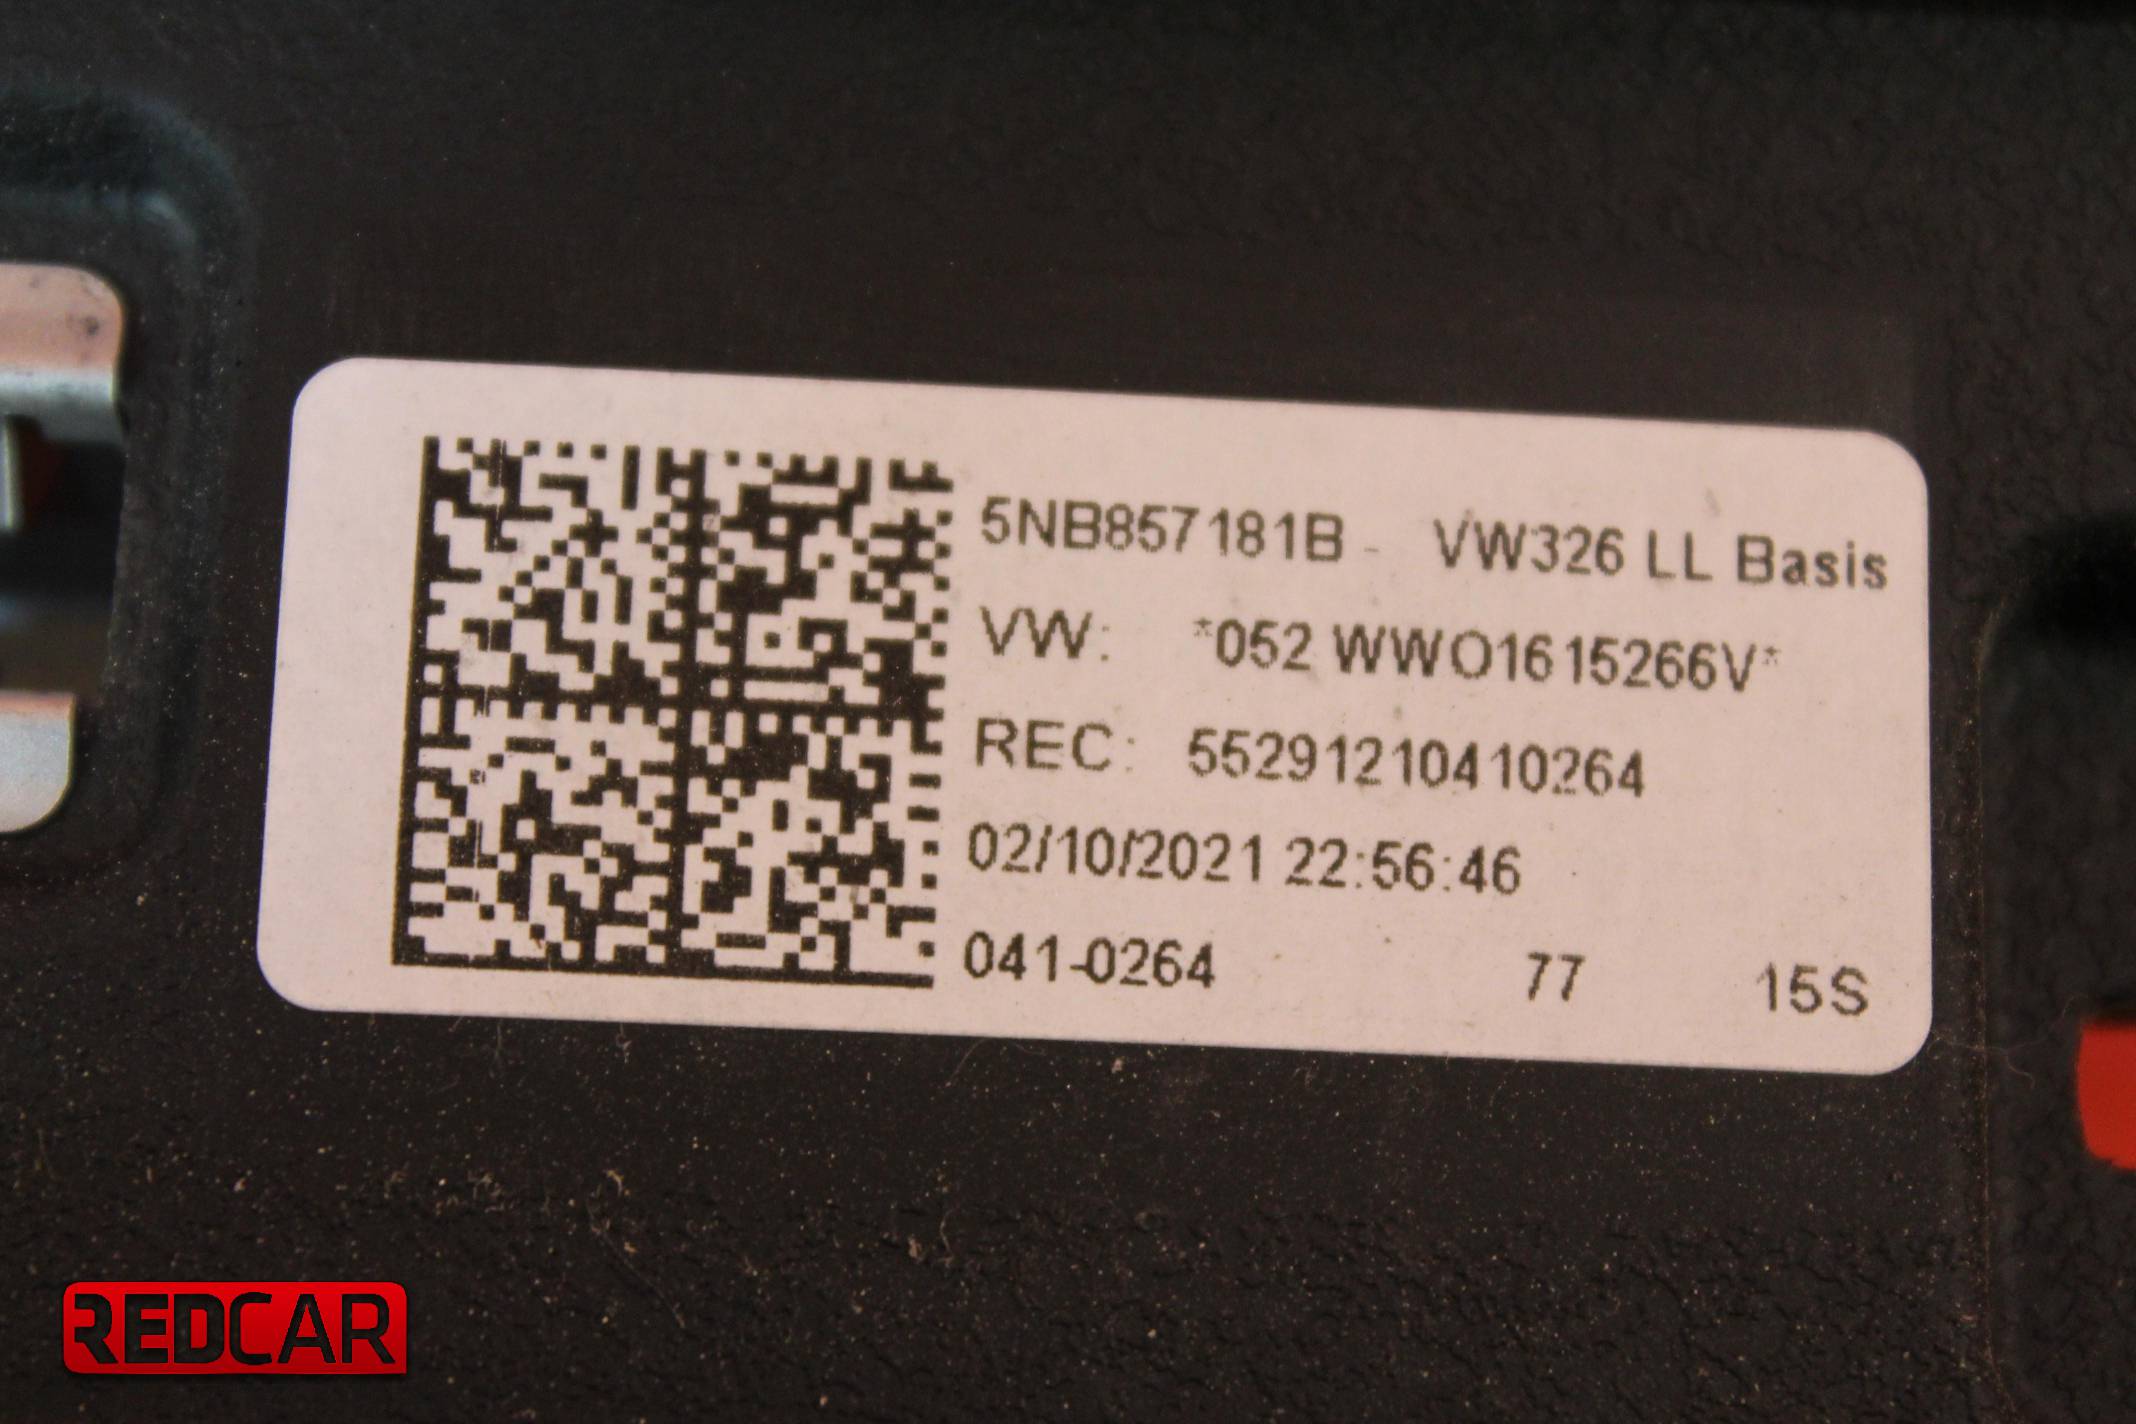 5NB857181B - VW326 LL Basis
VW: *052 WWO1615266V*
REC: 55291210410264
02/10/2021 22:56:46
041-0264 77 15S
REDCAR